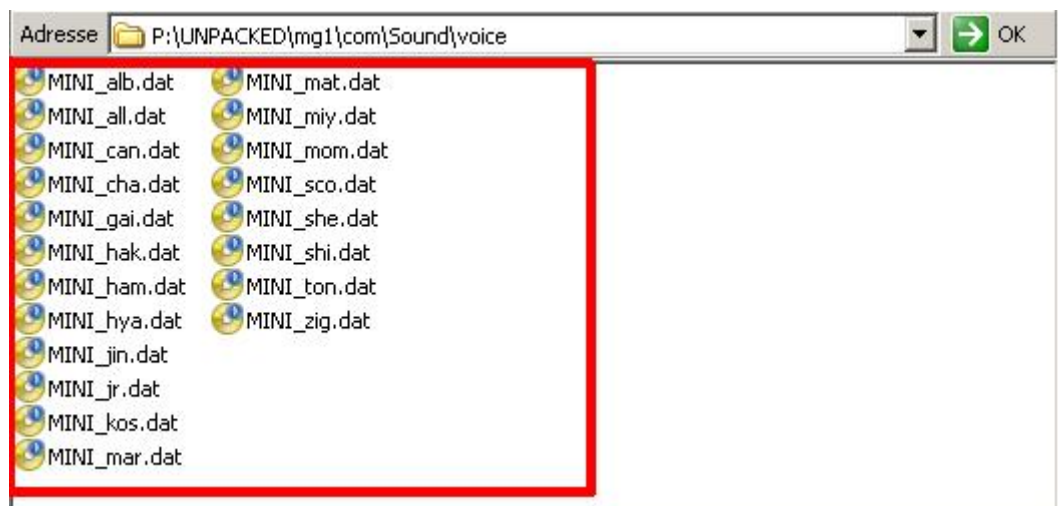 Adresse P:\UNPACKED\mg1\com\Sound\voice OK
MINI_alb.dat
MINI_all.dat
MINI_can.dat
MINI_cha.dat
MINI_gai.dat
MINI_hak.dat
MINI_ham.dat
MINI_hya.dat
MINI_jin.dat
MINI_jr.dat
MINI_kos.dat
MINI_mar.dat
MINI_mat.dat
MINI_miy.dat
MINI_mom.dat
MINI_sco.dat
MINI_she.dat
MINI_shi.dat
MINI_ton.dat
MINI_zig.dat